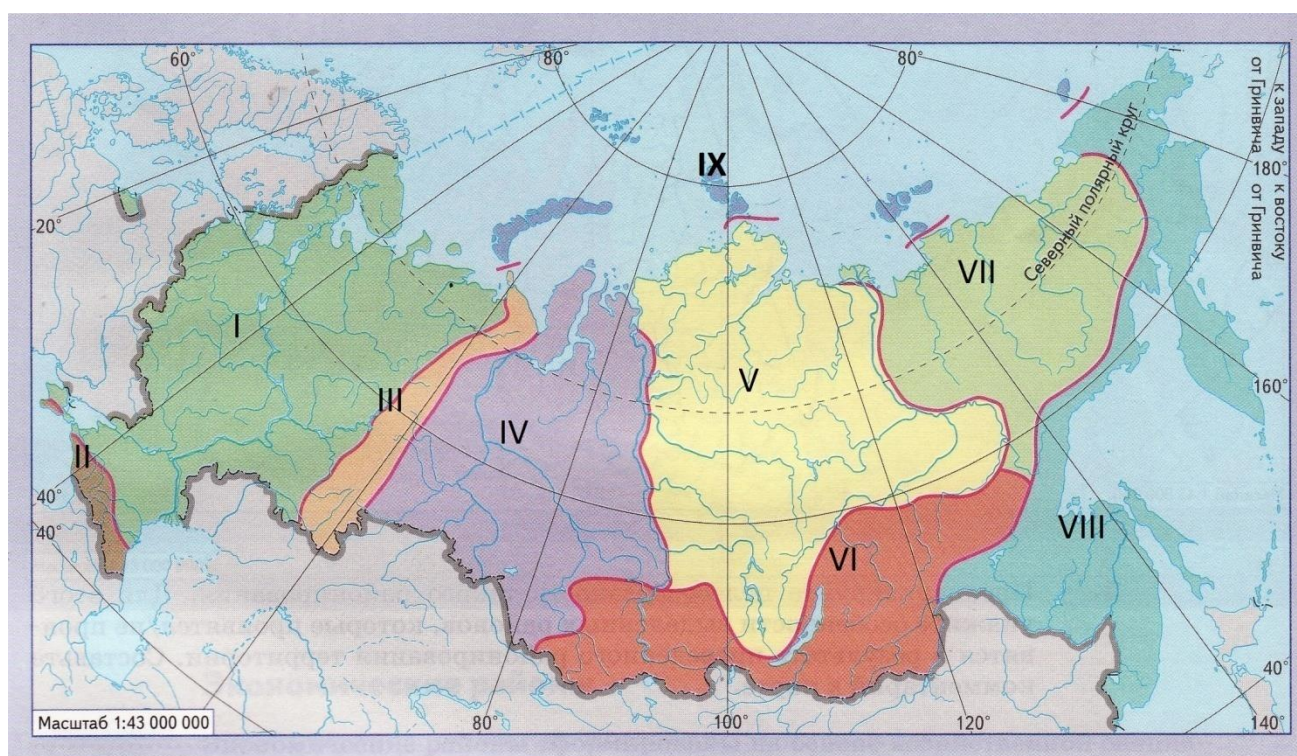 60°
80°
80°
к западу
от Гринвича
180°
к востоку
от Гринвича
Северный полярный круг
IX
20°
VII
I
160°
V
III
IV
II
40°
40°
VI
VIII
40°
Масштаб 1:43 000 000
80°
100°
120°
140°